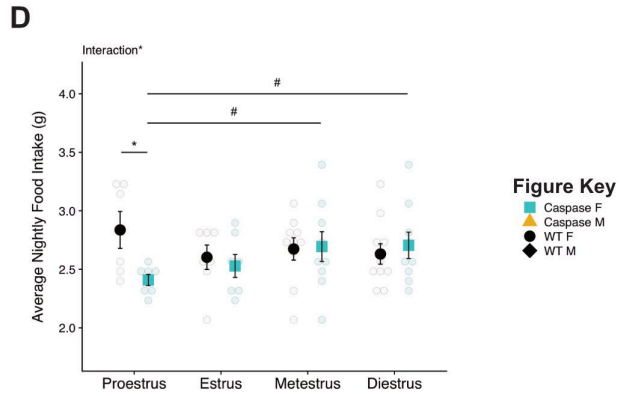 D
Interaction*
#
#
*
Average Nightly Food Intake (g)
4.0
3.5
3.0
2.5
2.0
Proestrus Estrus Metestrus Diestrus
Figure Key
Caspase F
Caspase M
WT F
WT M